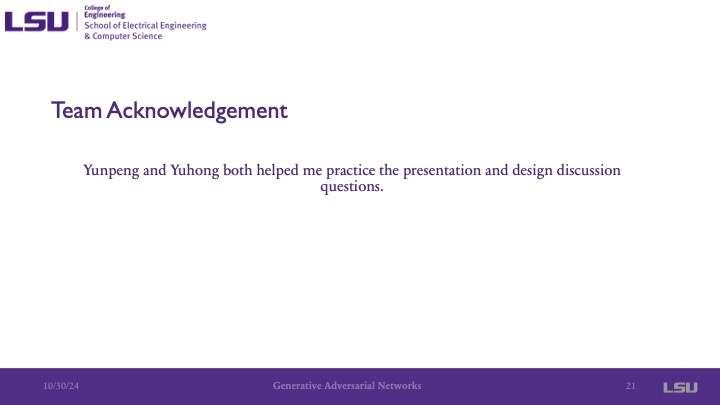 LSU
College of
Engineering
School of Electrical Engineering
& Computer Science
Team Acknowledgement
Yunpeng and Yuhong both helped me practice the presentation and design discussion
questions.
10/30/24
Generative Adversarial Networks
21
LSU